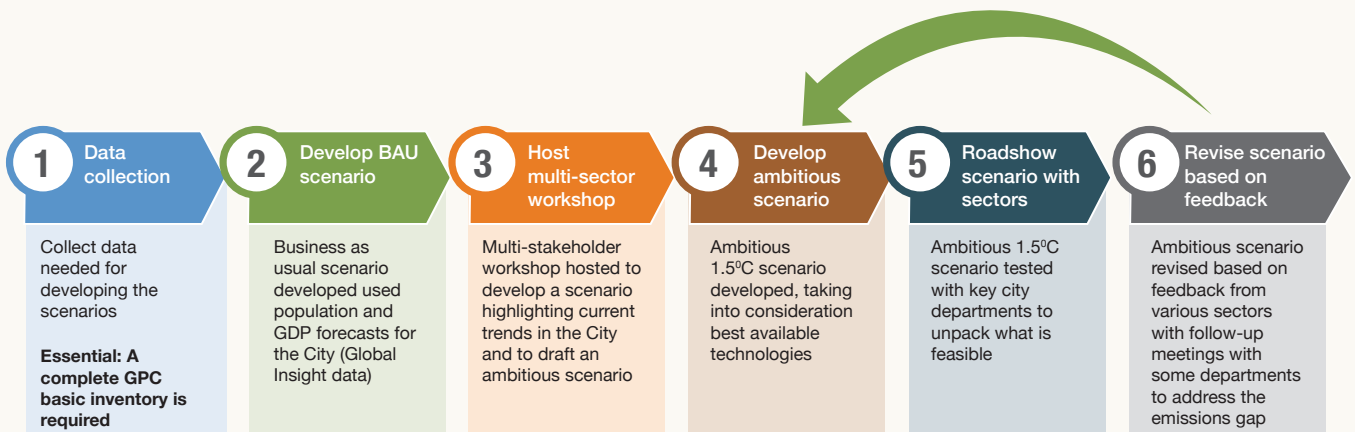 1
Data
collection
Collect data
needed for
developing the
scenarios
Essential: A
complete GPC
basic inventory is
required
2
Develop BAU
scenario
Business as
usual scenario
developed used
population and
GDP forecasts for
the City (Global
Insight data)
3
Host
multi-sector
workshop
Multi-stakeholder
workshop hosted to
develop a scenario
highlighting current
trends in the City
and to draft an
ambitious scenario
4
Develop
ambitious
scenario
Ambitious
1.5⁰C scenario
developed, taking
into consideration
best available
technologies
5
Roadshow
scenario with
sectors
Ambitious 1.5⁰C
scenario tested
with key city
departments to
unpack what is
feasible
6
Revise scenario
based on
feedback
Ambitious scenario
revised based on
feedback from
various sectors
with follow-up
meetings with
some departments
to address the
emissions gap